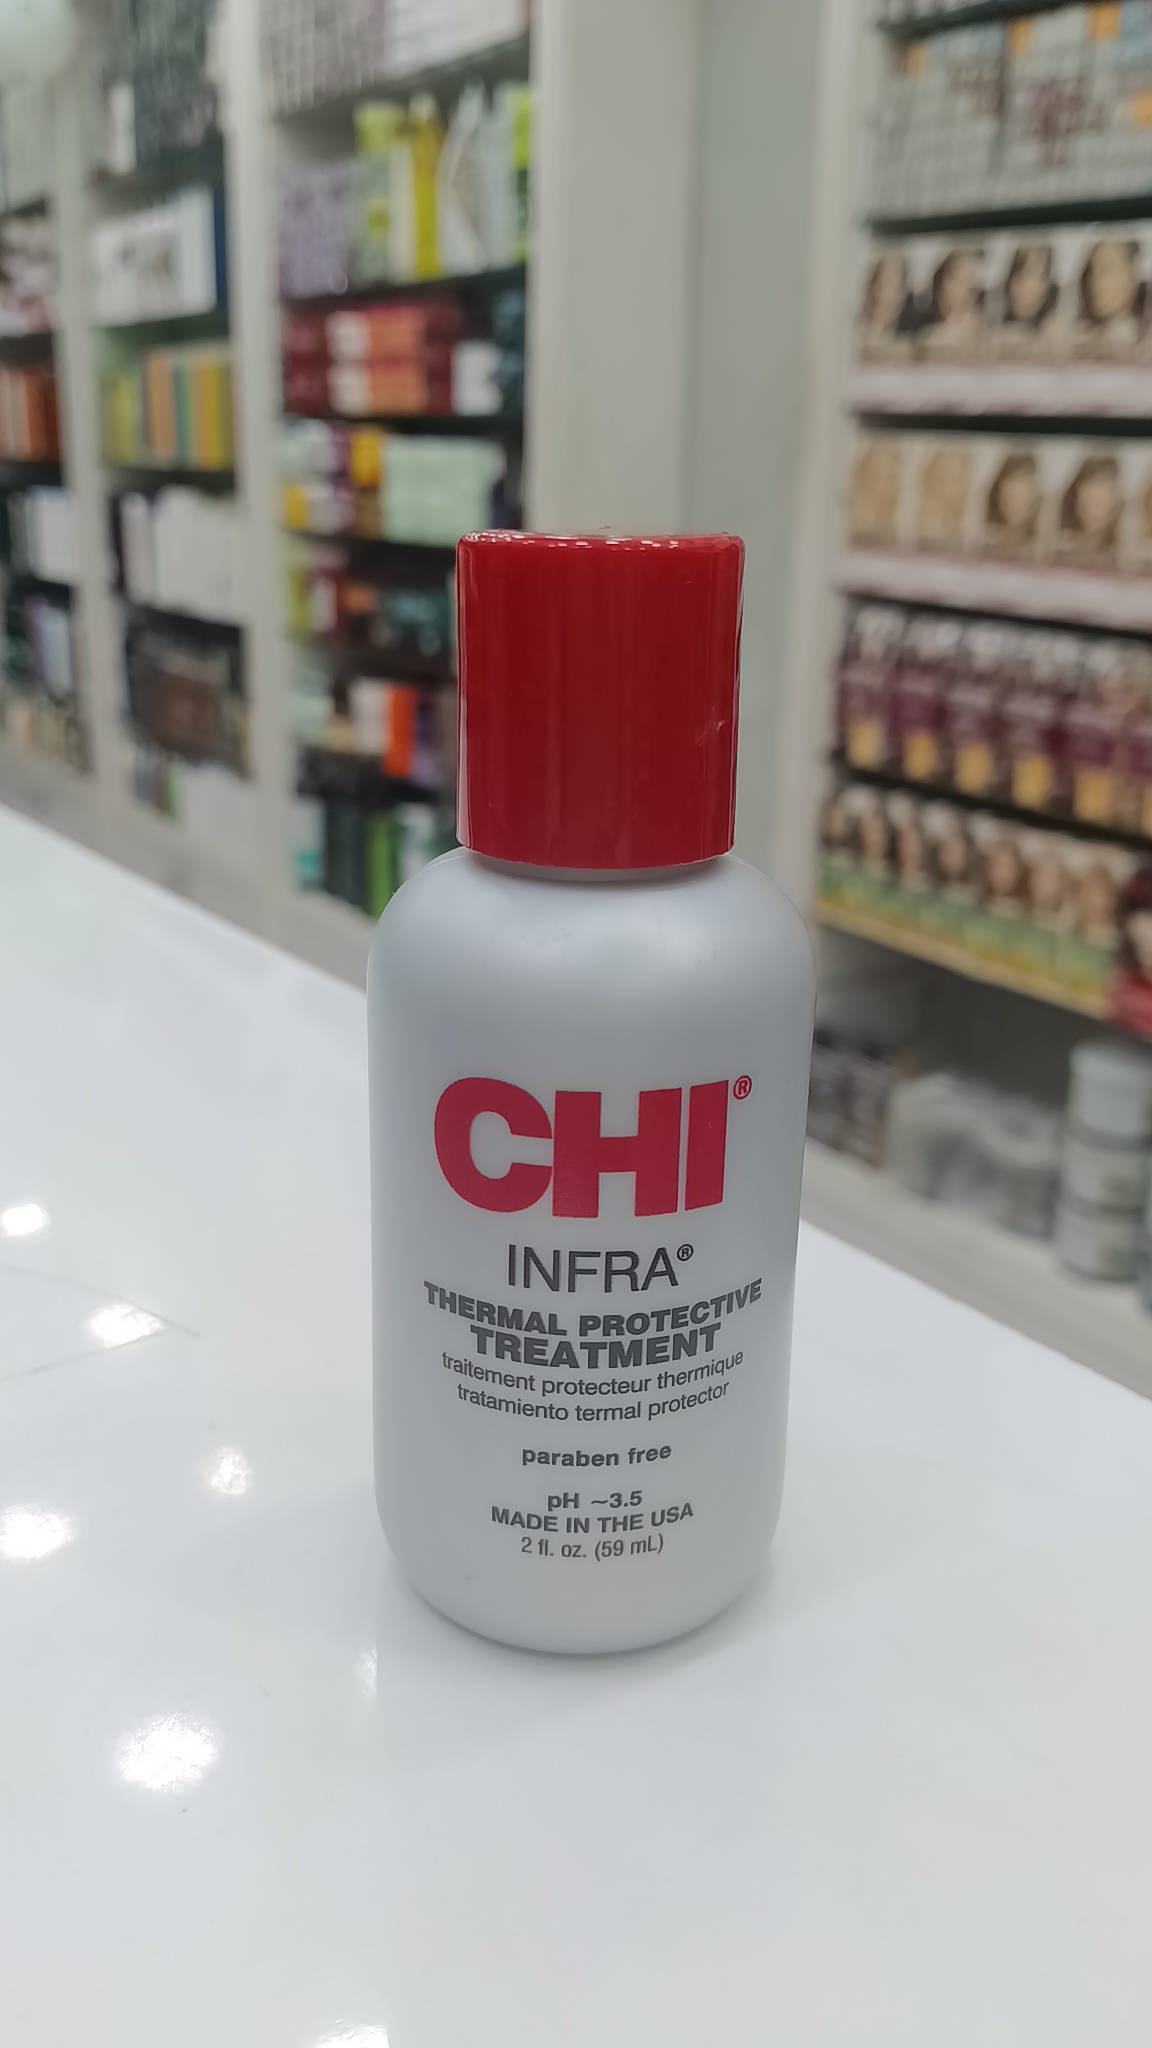 CHI®
INFRA®
THERMAL PROTECTIVE
TREATMENT
traitement protecteur thermique
tratamiento termal protector
paraben free
pH ~3.5
MADE IN THE USA
2 fl. oz. (59 mL)